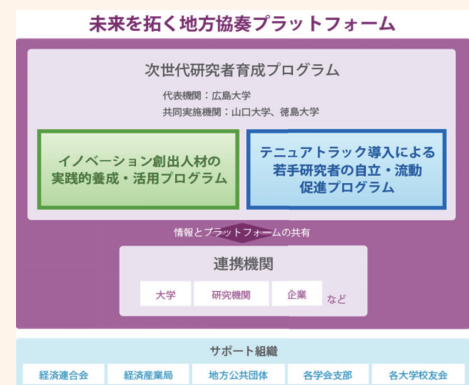 未来を拓く地方協奏プラットフォーム
次世代研究者育成プログラム
代表機関：広島大学
共同実施機関：山口大学、徳島大学
イノベーション創出人材の
実践的養成・活用プログラム
テニュアトラック導入による
若手研究者の自立・流動
促進プログラム
情報とプラットフォームの共有
連携機関
大学 研究機関 企業 など
サポート組織
経済連合会 経済産業局 地方公共団体 各学会支部 各大学校友会